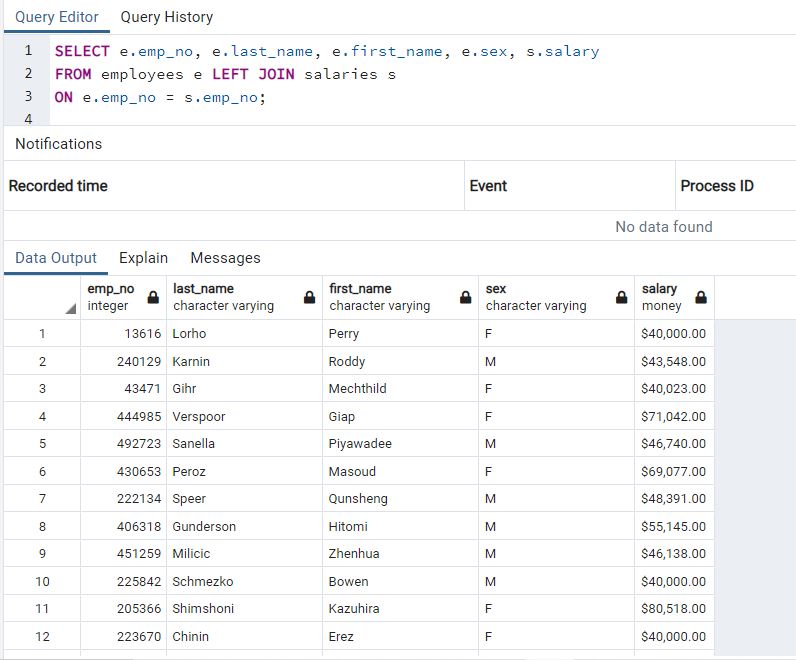 Query Editor Query History
1 SELECT e.emp_no, e.last_name, e.first_name, e.sex, s.salary
2 FROM employees e LEFT JOIN salaries s
3 ON e.emp_no = s.emp_no;
4
Notifications
Recorded time Event Process ID
No data found
Data Output Explain Messages
emp_no last_name first_name sex salary
integer character varying character varying character varying money
1 13616 Lorho Perry F $40,000.00
2 240129 Karnin Roddy M $43,548.00
3 43471 Gihr Mechthild F $40,023.00
4 444985 Verspoor Giap F $71,042.00
5 492723 Sanella Piyawadee M $46,740.00
6 430653 Peroz Masoud F $69,077.00
7 222134 Speer Qunsheng M $48,391.00
8 406318 Gunderson Hitomi M $55,145.00
9 451259 Milicic Zhenhua M $46,138.00
10 225842 Schmezko Bowen M $40,000.00
11 205366 Shimshoni Kazuhira F $80,518.00
12 223670 Chinin Erez F $40,000.00